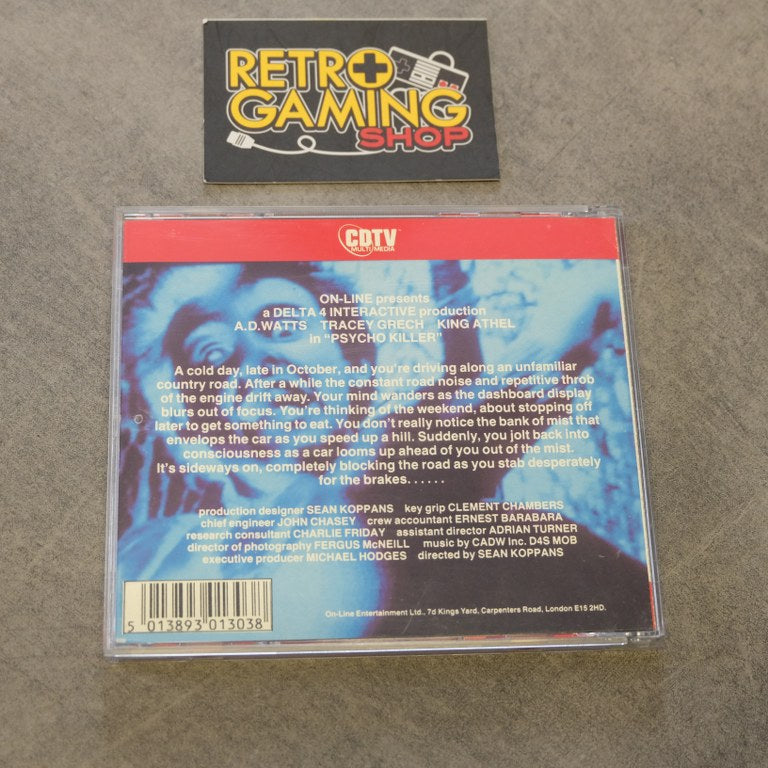 RETRO
GAMING
SHOP
CDTV™
MULTIMEDIA
ON-LINE presents
a DELTA 4 INTERACTIVE production
A.D.WATTS TRACEY GRECH KING ATHEL
in "PSYCHO KILLER"
A cold day, late in October, and you're driving along an unfamiliar
country road. After a while the constant road noise and repetitive throb
of the engine drift away. Your mind wanders as the dashboard display
blurs out of focus. You're thinking of the weekend, about stopping off
later to get something to eat. You don't really notice the bank of mist that
envelops the car as you speed up a hill. Suddenly, you jolt back into
consciousness as a car looms up ahead of you out of the mist.
It's sideways on, completely blocking the road as you stab desperately
for the brakes......
production designer SEAN KOPPANS key grip CLEMENT CHAMBERS
chief engineer JOHN CHASEY crew accountant ERNEST BARABARA
research consultant CHARLIE FRIDAY assistant director ADRIAN TURNER
director of photography FERGUS McNEILL music by CADW Inc. D4S MOB
executive producer MICHAEL HODGES directed by SEAN KOPPANS
5 013893 013038
On-Line Entertainment Ltd., 7d Kings Yard, Carpenters Road, London E15 2HD.